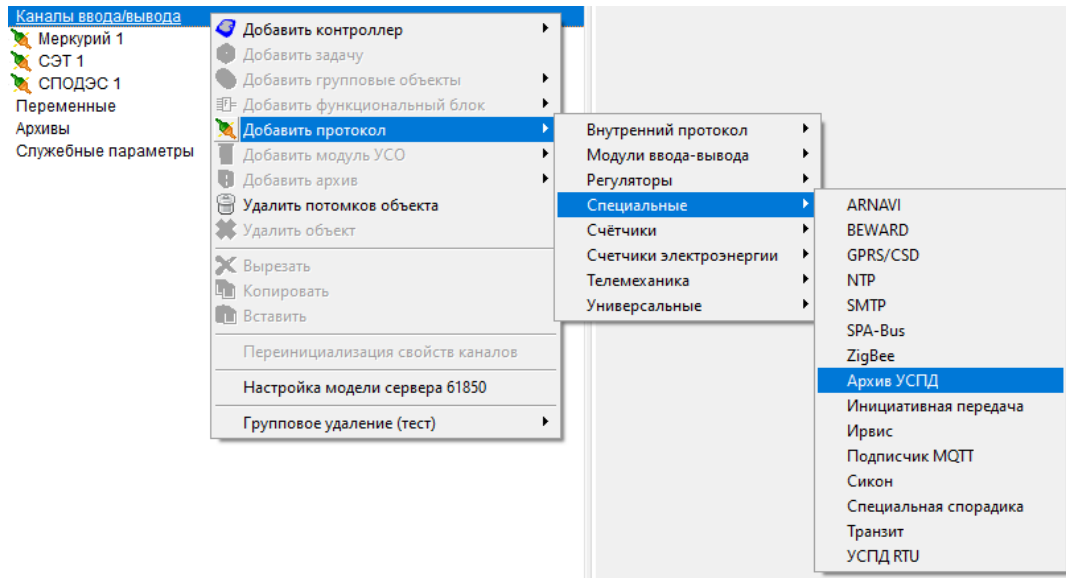 Каналы ввода/вывода
Меркурий 1
СЭТ 1
СПОДЭС 1
Переменные
Архивы
Служебные параметры
Добавить контроллер
Добавить задачу
Добавить групповые объекты
Добавить функциональный блок
Добавить протокол
Добавить модуль УСО
Добавить архив
Удалить потомков объекта
Удалить объект
Вырезать
Копировать
Вставить
Переинициализация свойств каналов
Настройка модели сервера 61850
Групповое удаление (тест)
Внутренний протокол
Модули ввода-вывода
Регуляторы
Специальные
Счётчики
Счетчики электроэнергии
Телемеханика
Универсальные
ARNAVI
BEWARD
GPRS/CSD
NTP
SMTP
SPA-Bus
ZigBee
Архив УСПД
Инициативная передача
Ирвис
Подписчик MQTT
Сикон
Специальная спорадика
Транзит
УСПД RTU